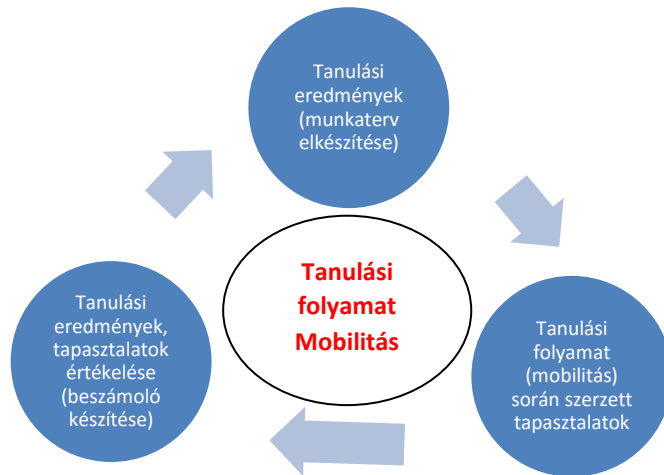 Tanulási
eredmények
(munkaterv
elkészítése)
Tanulási
folyamat
Mobilitás
Tanulási
folyamat
(mobilitás)
során szerzett
tapasztalatok
Tanulási
eredmények,
tapasztalatok
értékelése
(beszámoló
készítése)